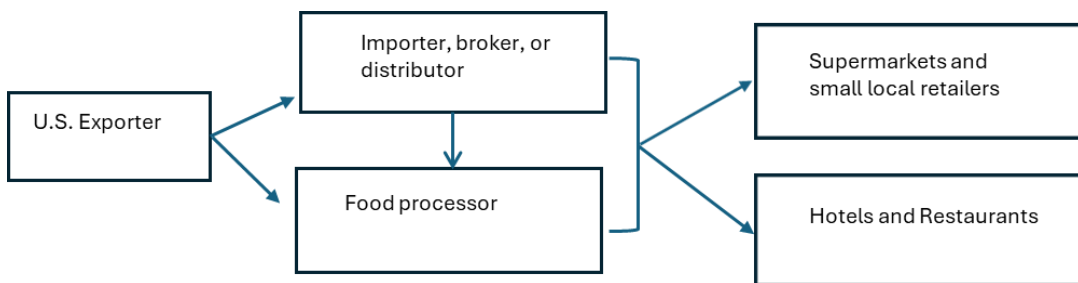 U.S. Exporter
Importer, broker, or
distributor
Food processor
Supermarkets and
small local retailers
Hotels and Restaurants